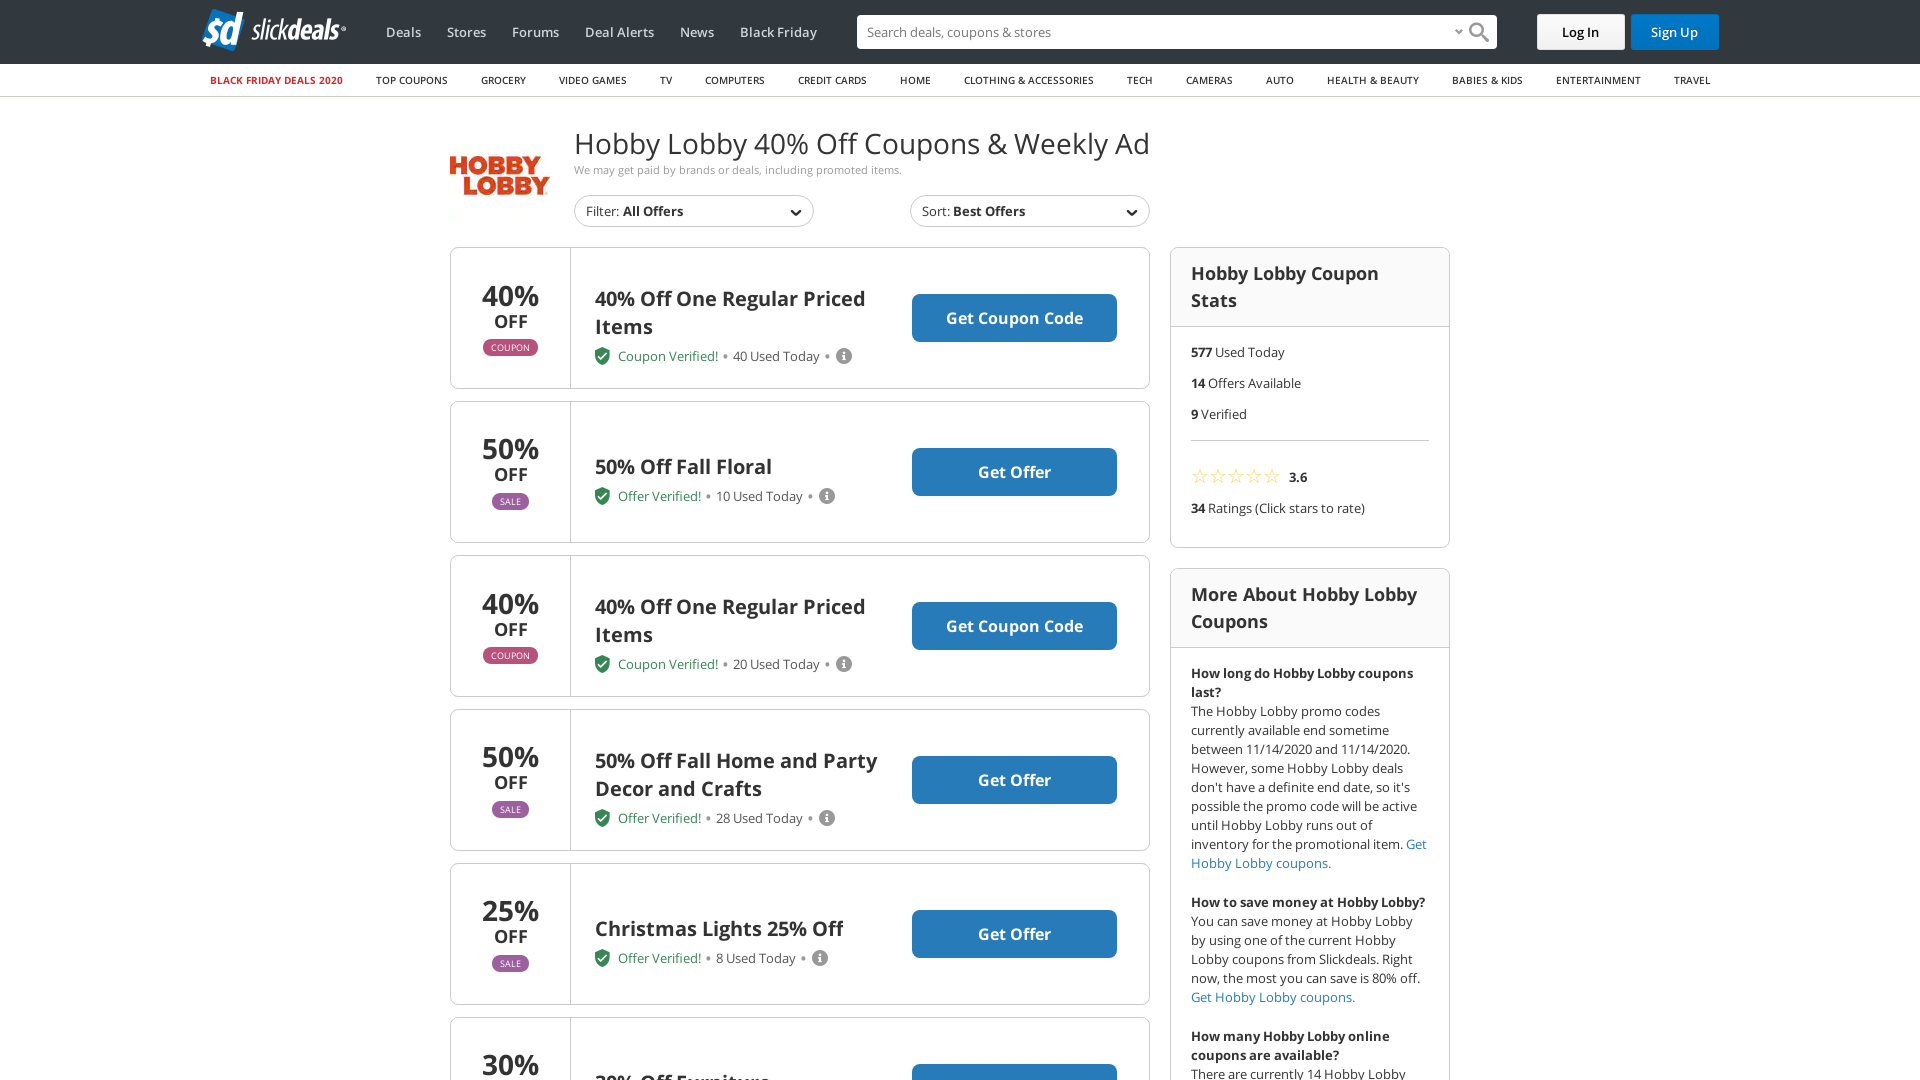 slickdeals
Deals Stores Forums Deal Alerts News Black Friday
Search deals, coupons & stores
Log In
Sign Up
BLACK FRIDAY DEALS 2020 TOP COUPONS GROCERY VIDEO GAMES TV COMPUTERS CREDIT CARDS HOME CLOTHING & ACCESSORIES TECH CAMERAS AUTO HEALTH & BEAUTY BABIES & KIDS ENTERTAINMENT TRAVEL
HOBBY
LOBBY
Hobby Lobby 40% Off Coupons & Weekly Ad
We may get paid by brands or deals, including promoted items.
Filter: All Offers
Sort: Best Offers
40%
OFF
COUPON
40% Off One Regular Priced
Items
Coupon Verified! • 40 Used Today •
Get Coupon Code
50%
OFF
SALE
50% Off Fall Floral
Offer Verified! • 10 Used Today •
Get Offer
40%
OFF
COUPON
40% Off One Regular Priced
Items
Coupon Verified! • 20 Used Today •
Get Coupon Code
50%
OFF
SALE
50% Off Fall Home and Party
Decor and Crafts
Offer Verified! • 28 Used Today •
Get Offer
25%
OFF
SALE
Christmas Lights 25% Off
Offer Verified! • 8 Used Today •
Get Offer
30%
30% Off Furniture
Hobby Lobby Coupon
Stats
577 Used Today
14 Offers Available
9 Verified
3.6
34 Ratings (Click stars to rate)
More About Hobby Lobby
Coupons
How long do Hobby Lobby coupons
last?
The Hobby Lobby promo codes
currently available end sometime
between 11/14/2020 and 11/14/2020.
However, some Hobby Lobby deals
don't have a definite end date, so it's
possible the promo code will be active
until Hobby Lobby runs out of
inventory for the promotional item. Get
Hobby Lobby coupons.
How to save money at Hobby Lobby?
You can save money at Hobby Lobby
by using one of the current Hobby
Lobby coupons from Slickdeals. Right
now, the most you can save is 80% off.
Get Hobby Lobby coupons.
How many Hobby Lobby online
coupons are available?
There are currently 14 Hobby Lobby